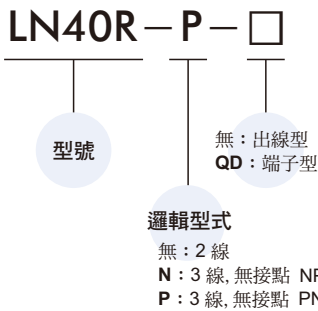 LN40R－P－□
型號
無：出線型
QD：端子型
邏輯型式
無：2 線
N：3 線, 無接點
P：3 線, 無接點